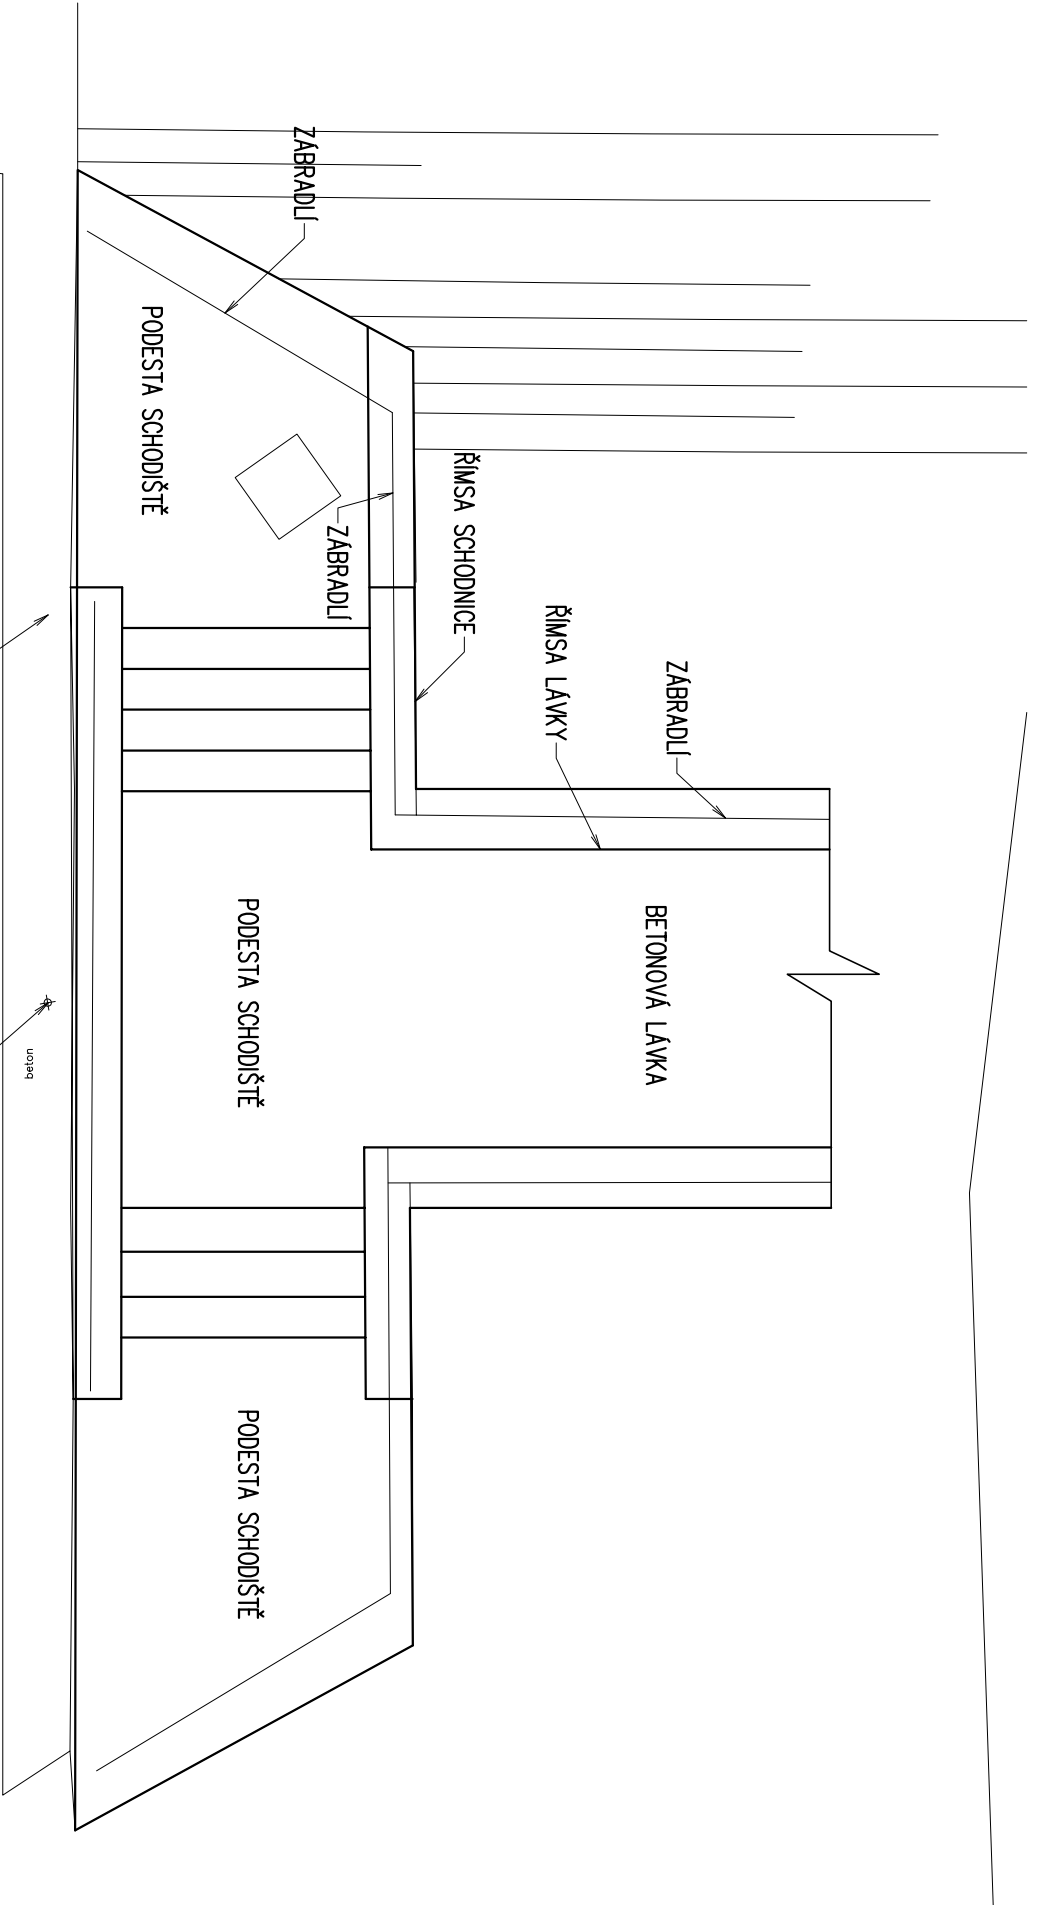 ZÁBRADLÍ
PODESTA SCHODIŠTĚ
ZÁBRADLÍ
ŘÍMSA SCHODNICE
ŘÍMSA LÁVKY
ZÁBRADLÍ
BETONOVÁ LÁVKA
PODESTA SCHODIŠTĚ
beton
PODESTA SCHODIŠTĚ